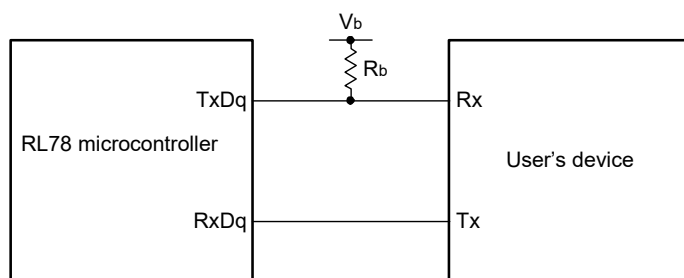 Vb
Rb
TxDq
Rx
RL78 microcontroller
User's device
RxDq
Tx